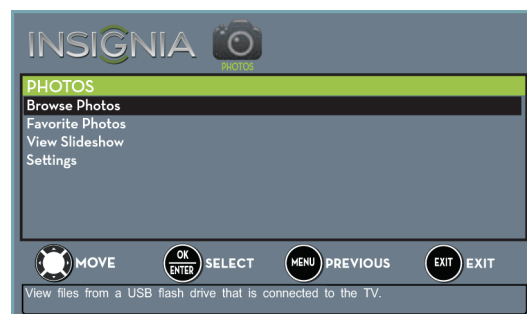 INSIGNIA
PHOTOS
PHOTOS
Browse Photos
Favorite Photos
View Slideshow
Settings
MOVE
OK
ENTER
SELECT
MENU
PREVIOUS
EXIT
EXIT
View files from a USB flash drive that is connected to the TV.